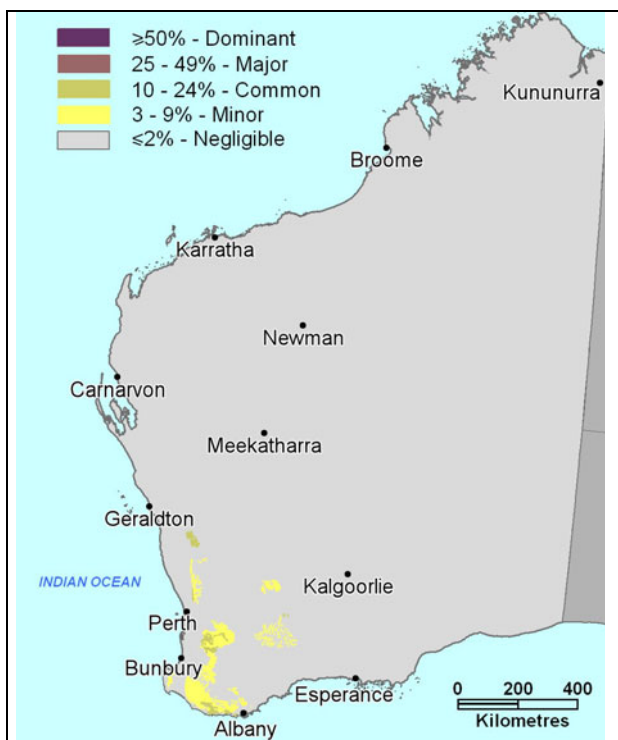 ≥50% - Dominant
25 - 49% - Major
10 - 24% - Common
3 - 9% - Minor
≤2% - Negligible
Kununurra
Broome
Karratha
Newman
Carnarvon
Meekatharra
Geraldton
INDIAN OCEAN
Kalgoorlie
Perth
Bunbury
Esperance
Albany
0 200 400
Kilometres